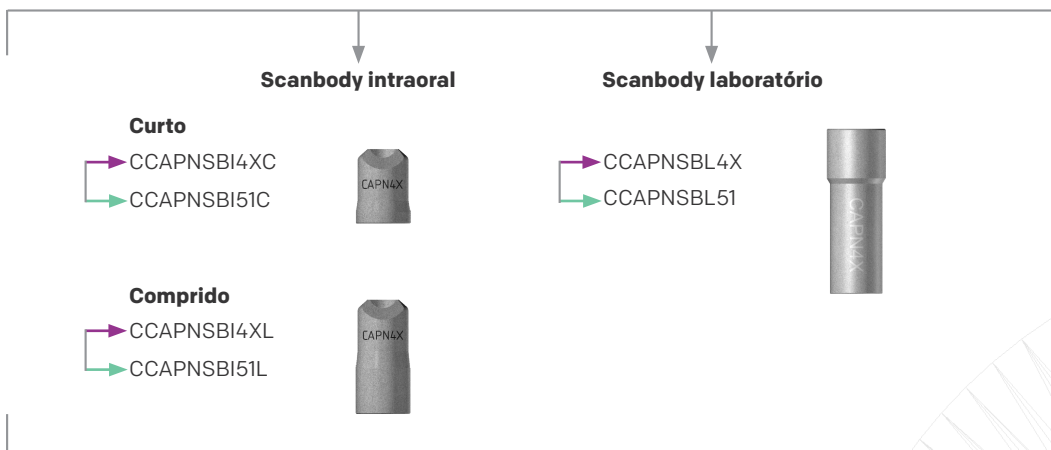 Scanbody intraoral
Curto
CCAPNSBI4XC
CCAPNSBI51C
CAPN4X
Comprido
CCAPNSBI4XL
CCAPNSBI51L
CAPN4X
Scanbody laboratório
CCAPNSBL4X
CCAPNSBL51
CAPN4X